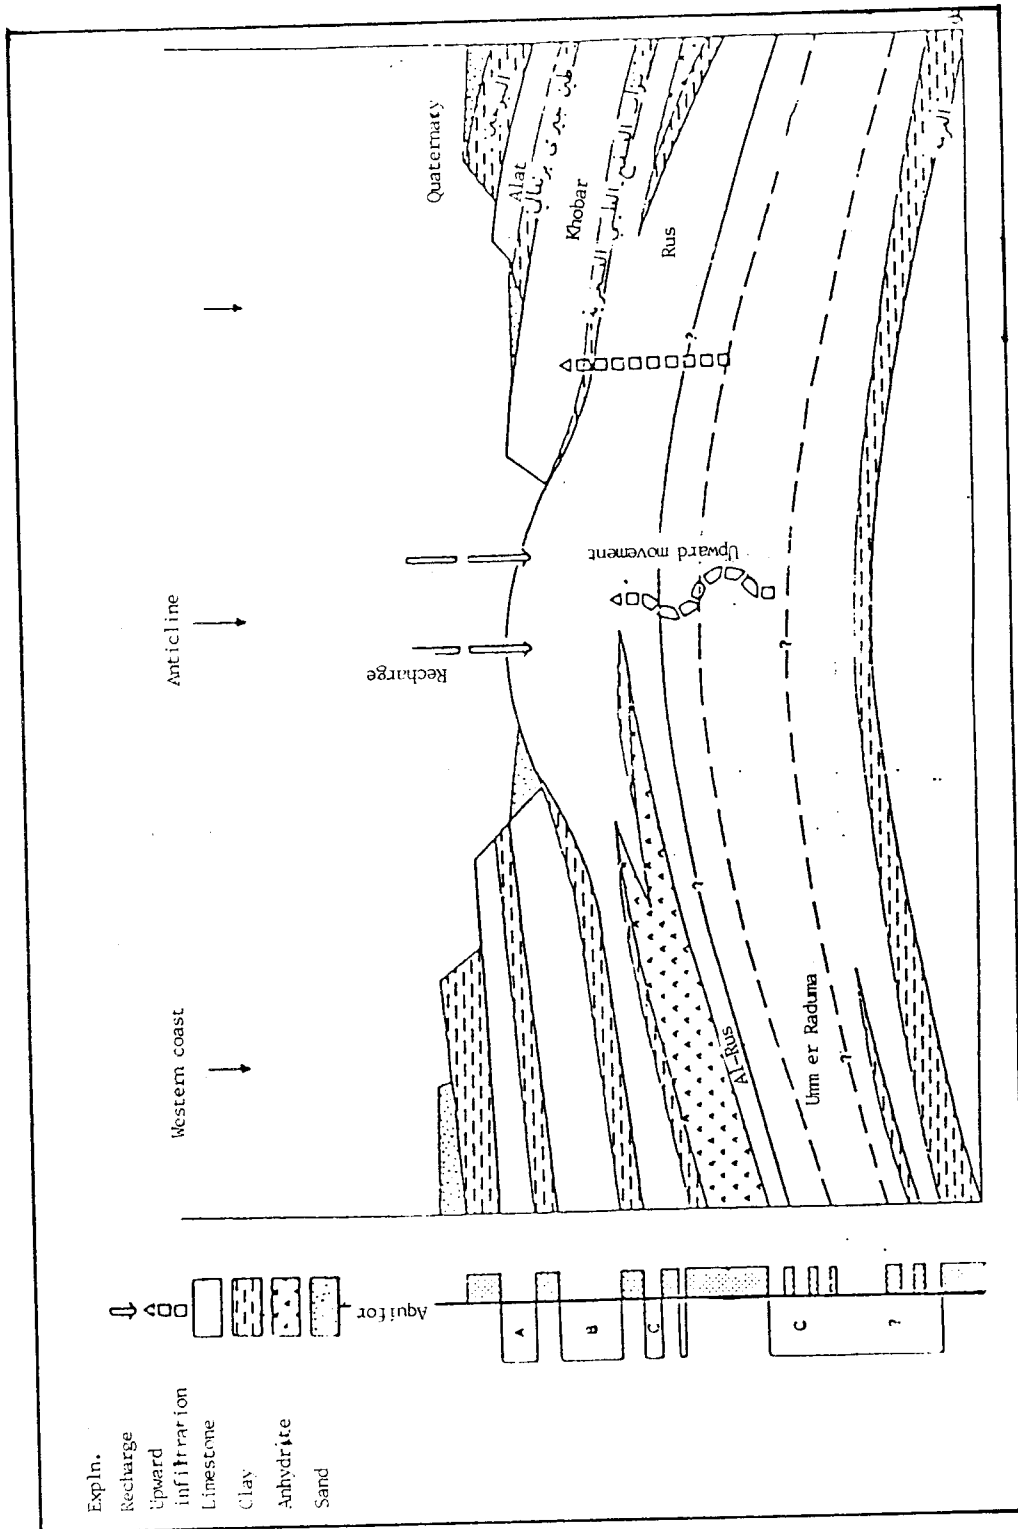 Expln.
Recharge
Upward
infiltration
Limestone
Clay
Anhydrite
Sand
Aquifor
A
B
C
C
?
Western coast
Anticline
Quaternary
Recharge
Upward movement
Alat
Khobar
Rus
Al-Rus
Umm er Raduma
?
?
?
?